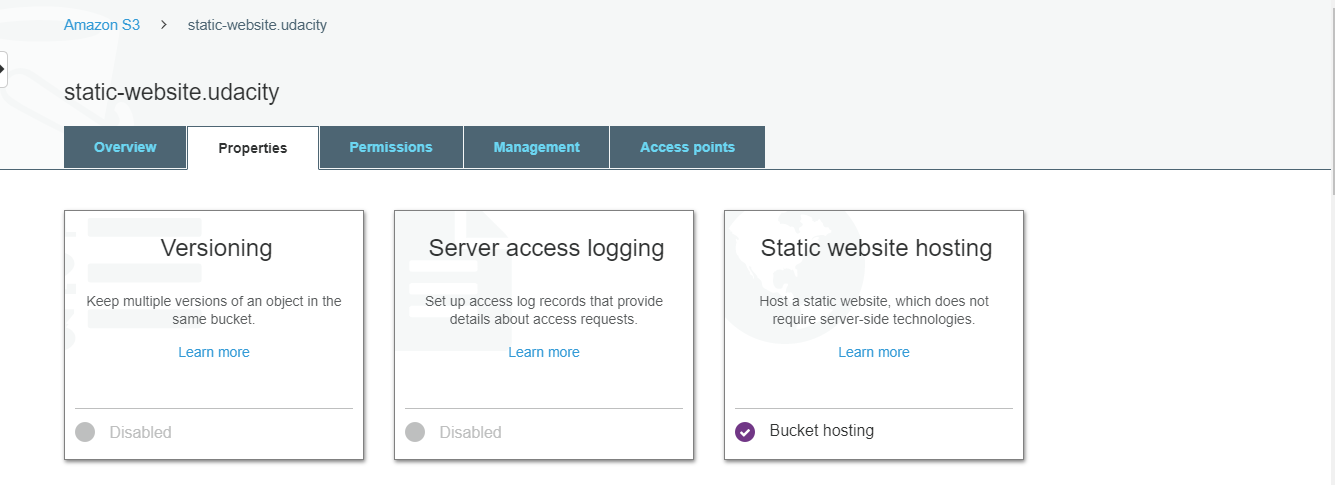 Amazon S3 > static-website.udacity
static-website.udacity
Overview Properties Permissions Management Access points
Versioning
Keep multiple versions of an object in the
same bucket.
Learn more
Disabled
Server access logging
Set up access log records that provide
details about access requests.
Learn more
Disabled
Static website hosting
Host a static website, which does not
require server-side technologies.
Learn more
Bucket hosting